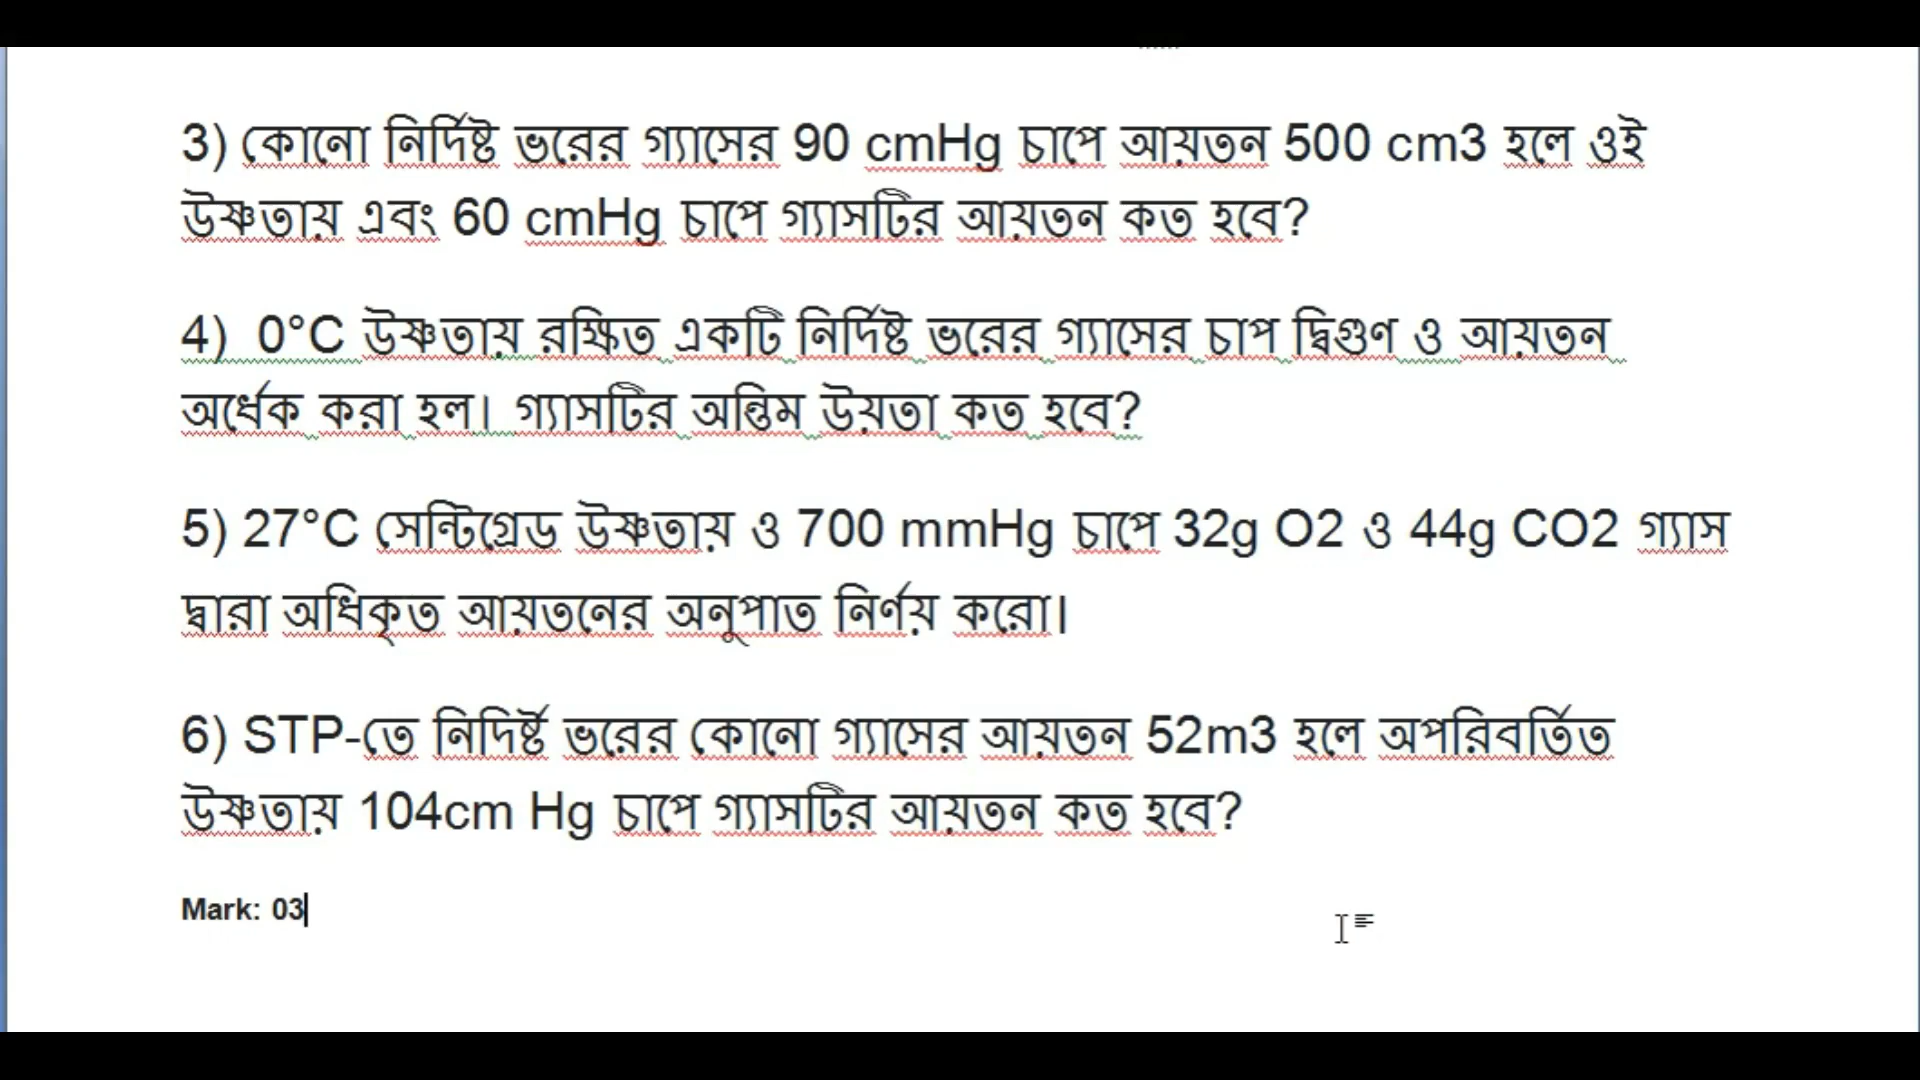 3) কোনো নির্দিষ্ট ভরের গ্যাসের 90 cmHg চাপে আয়তন 500 cm3 হলে ওই
উষ্ণতায় এবং 60 cmHg চাপে গ্যাসটির আয়তন কত হবে?
4) 0°C উষ্ণতায় রক্ষিত একটি নির্দিষ্ট ভরের গ্যাসের চাপ দ্বিগুণ ও আয়তন
অর্ধেক করা হল। গ্যাসটির অন্তিম উয়তা কত হবে?
5) 27°C সেন্টিগ্রেড উষ্ণতায় ও 700 mmHg চাপে 32g O2 ও 44g CO2 গ্যাস
দ্বারা অধিকৃত আয়তনের অনুপাত নির্ণয় করো।
6) STP-তে নিদির্ষ্ট ভরের কোনো গ্যাসের আয়তন 52m3 হলে অপরিবর্তিত
উষ্ণতায় 104cm Hg চাপে গ্যাসটির আয়তন কত হবে?
Mark: 03